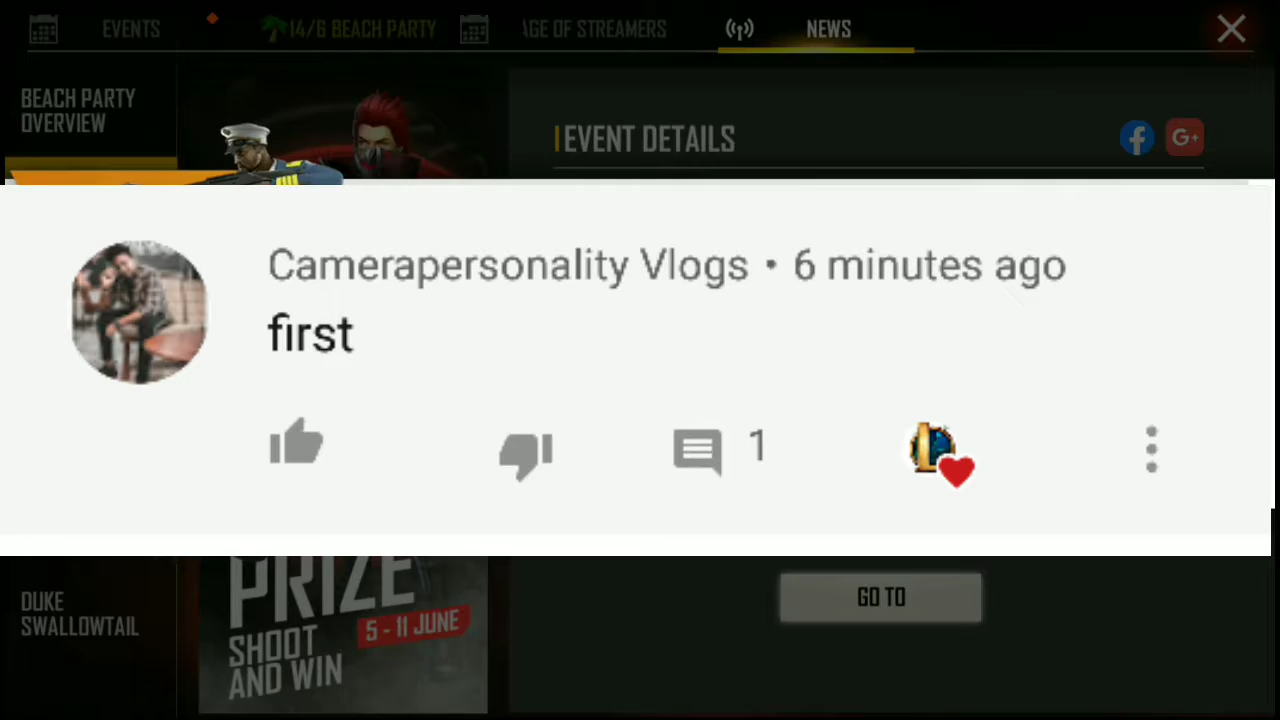 EVENTS
14/6 BEACH PARTY
AGE OF STREAMERS
NEWS
BEACH PARTY
OVERVIEW
EVENT DETAILS
G+
Camerapersonality Vlogs • 6 minutes ago
first
1
DUKE
SWALLOWTAIL
PRIZE
SHOOT
AND WIN
5 - 11 JUNE
GO TO